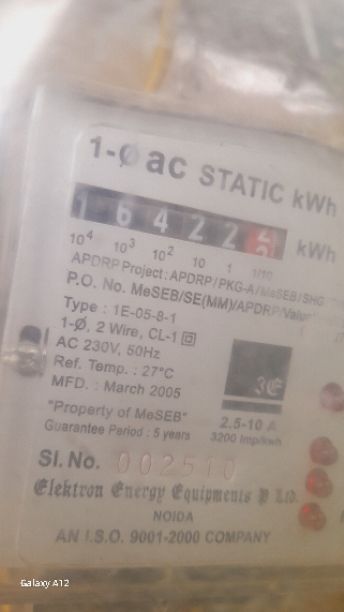 1-Ø ac STATIC kWh
1 6 4 2 2 2 kWh
10⁴ 10³ 10² 10 1 1/10
APDRP Project: APDRP/PKG-A/MeSEB/SHG
P.O. No. MeSEB/SE(MM)/APDRP/
Type : 1E-05-8-1
1-Ø, 2 Wire, CL-1
AC 230V, 50Hz
Ref. Temp. : 27°C
MFD. : March 2005
"Property of MeSEB"
Guarantee Period : 5 years
3E
2.5-10 A
3200 Imp/kwh
Sl. No. 002510
Elektron Energy Equipments P Ltd.
NOIDA
AN I.S.O. 9001-2000 COMPANY
Galaxy A12